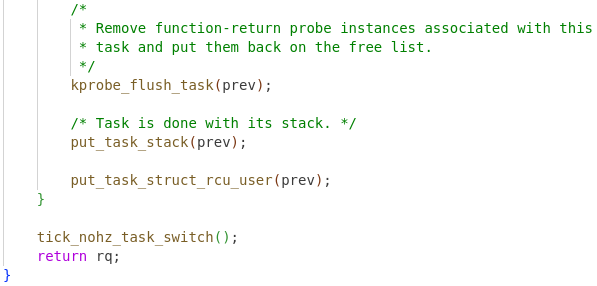 /*
 * Remove function-return probe instances associated with this
 * task and put them back on the free list.
 */
kprobe_flush_task(prev);
/* Task is done with its stack. */
put_task_stack(prev);
put_task_struct_rcu_user(prev);
}
tick_nohz_task_switch();
return rq;
}